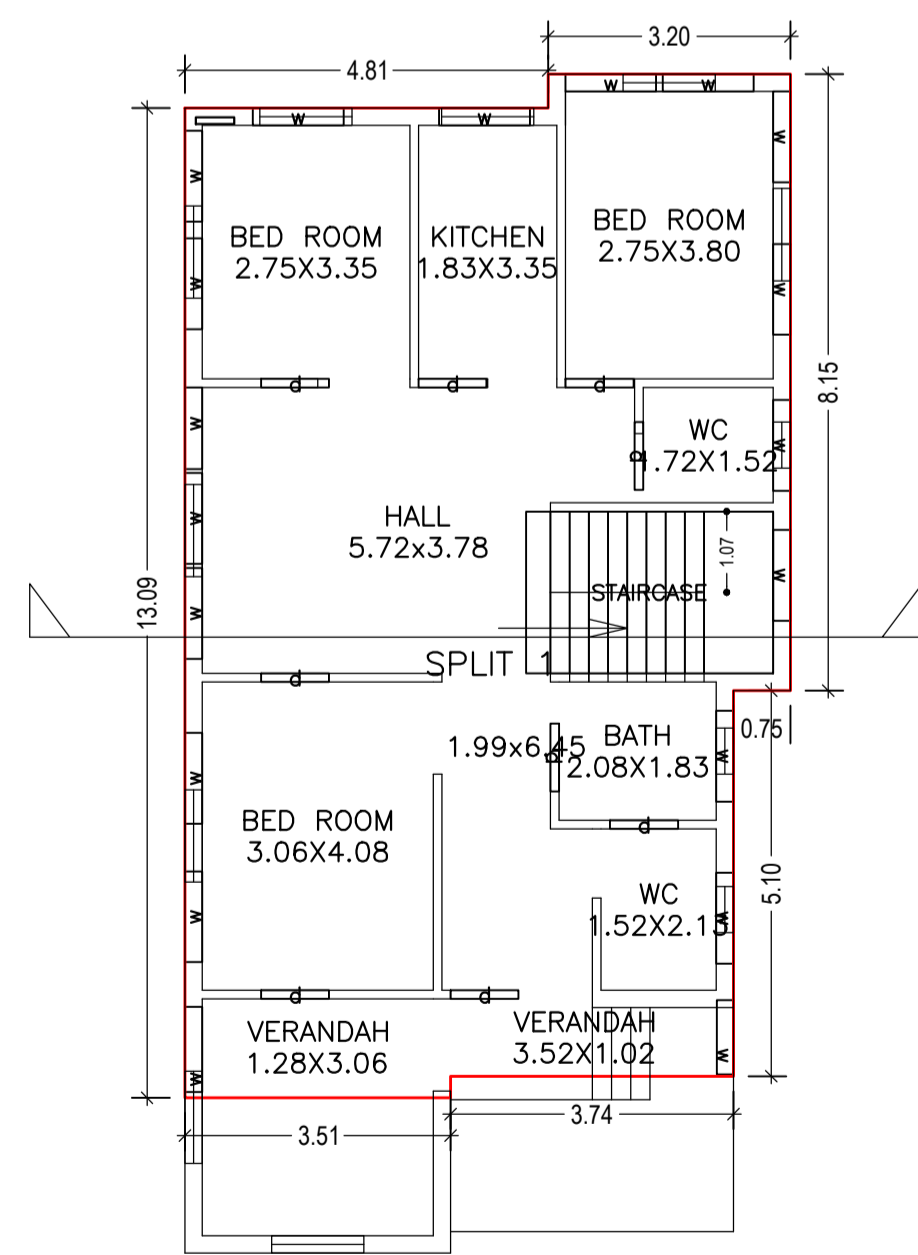 3.20
4.81
W
W
W
W
W
W
BED ROOM
2.75X3.35
KITCHEN
1.83X3.35
BED ROOM
2.75X3.80
W
W
d
d
d
8.15
W
WC
1.72X1.52
d
W
W
HALL
5.72x3.78
1.07
STAIRCASE
W
13.09
W
SPLIT 1
d
0.75
1.99x6.45
d
BATH
2.08X1.83
W
W
BED ROOM
3.06X4.08
d
5.10
WC
1.52X2.13
W
W
d
d
VERANDAH
1.28X3.06
VERANDAH
3.52X1.02
W
W
3.51
3.74